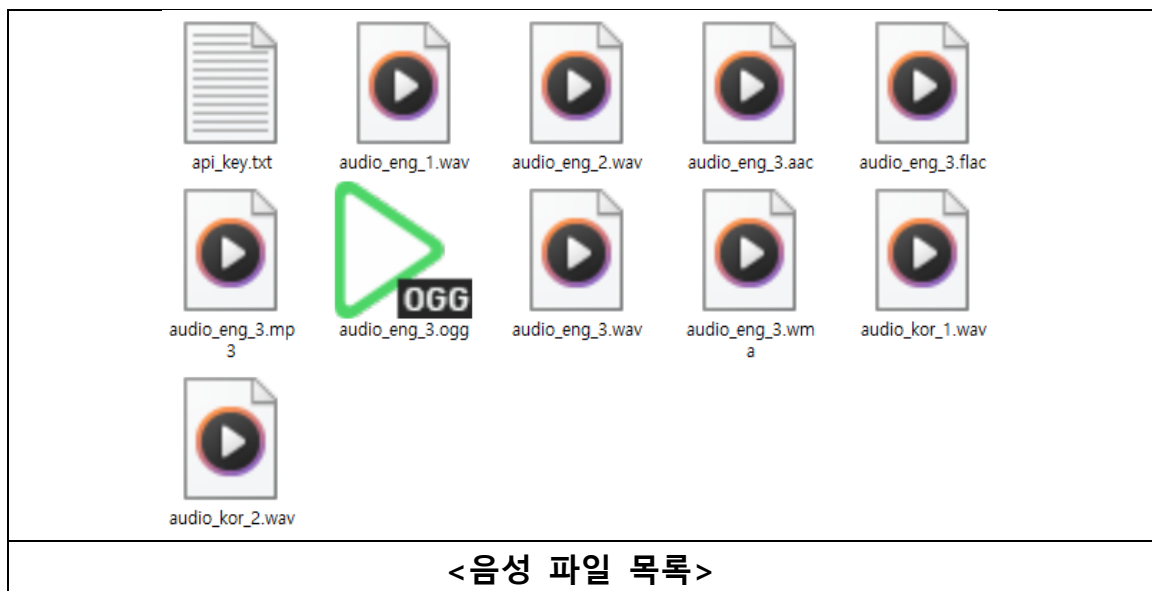 api_key.txt
audio_eng_1.wav
audio_eng_2.wav
audio_eng_3.aac
audio_eng_3.flac
audio_eng_3.mp
3
OGG
audio_eng_3.ogg
audio_eng_3.wav
audio_eng_3.wm
a
audio_kor_1.wav
audio_kor_2.wav
<음성 파일 목록>